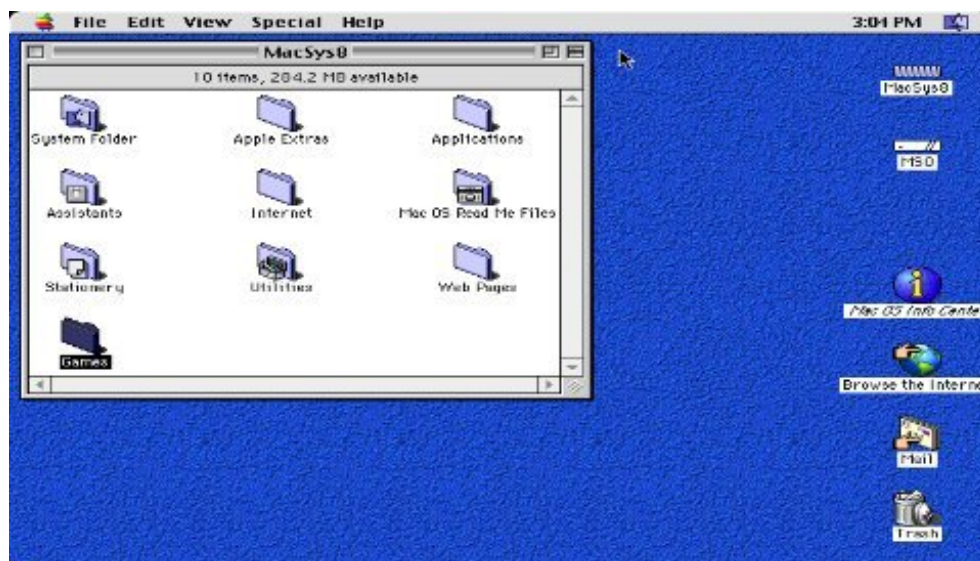 File Edit View Special Help 3:01 PM
MacSys8
10 items, 284.2 MB available
System Folder Apple Extras Applications
Assistants Internet Mac OS Read Me Files
Stationery Utilities Web Pages
Games
MacSys8
Mac OS Info Cente
Browse the Interne
Mail
Trash